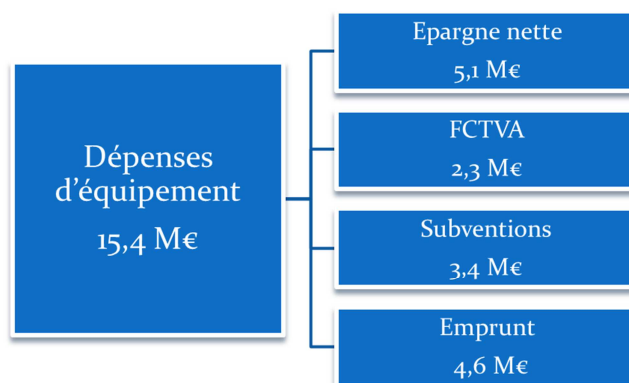 Dépenses
d’équipement
15,4 M€
Epargne nette
5,1 M€
FCTVA
2,3 M€
Subventions
3,4 M€
Emprunt
4,6 M€